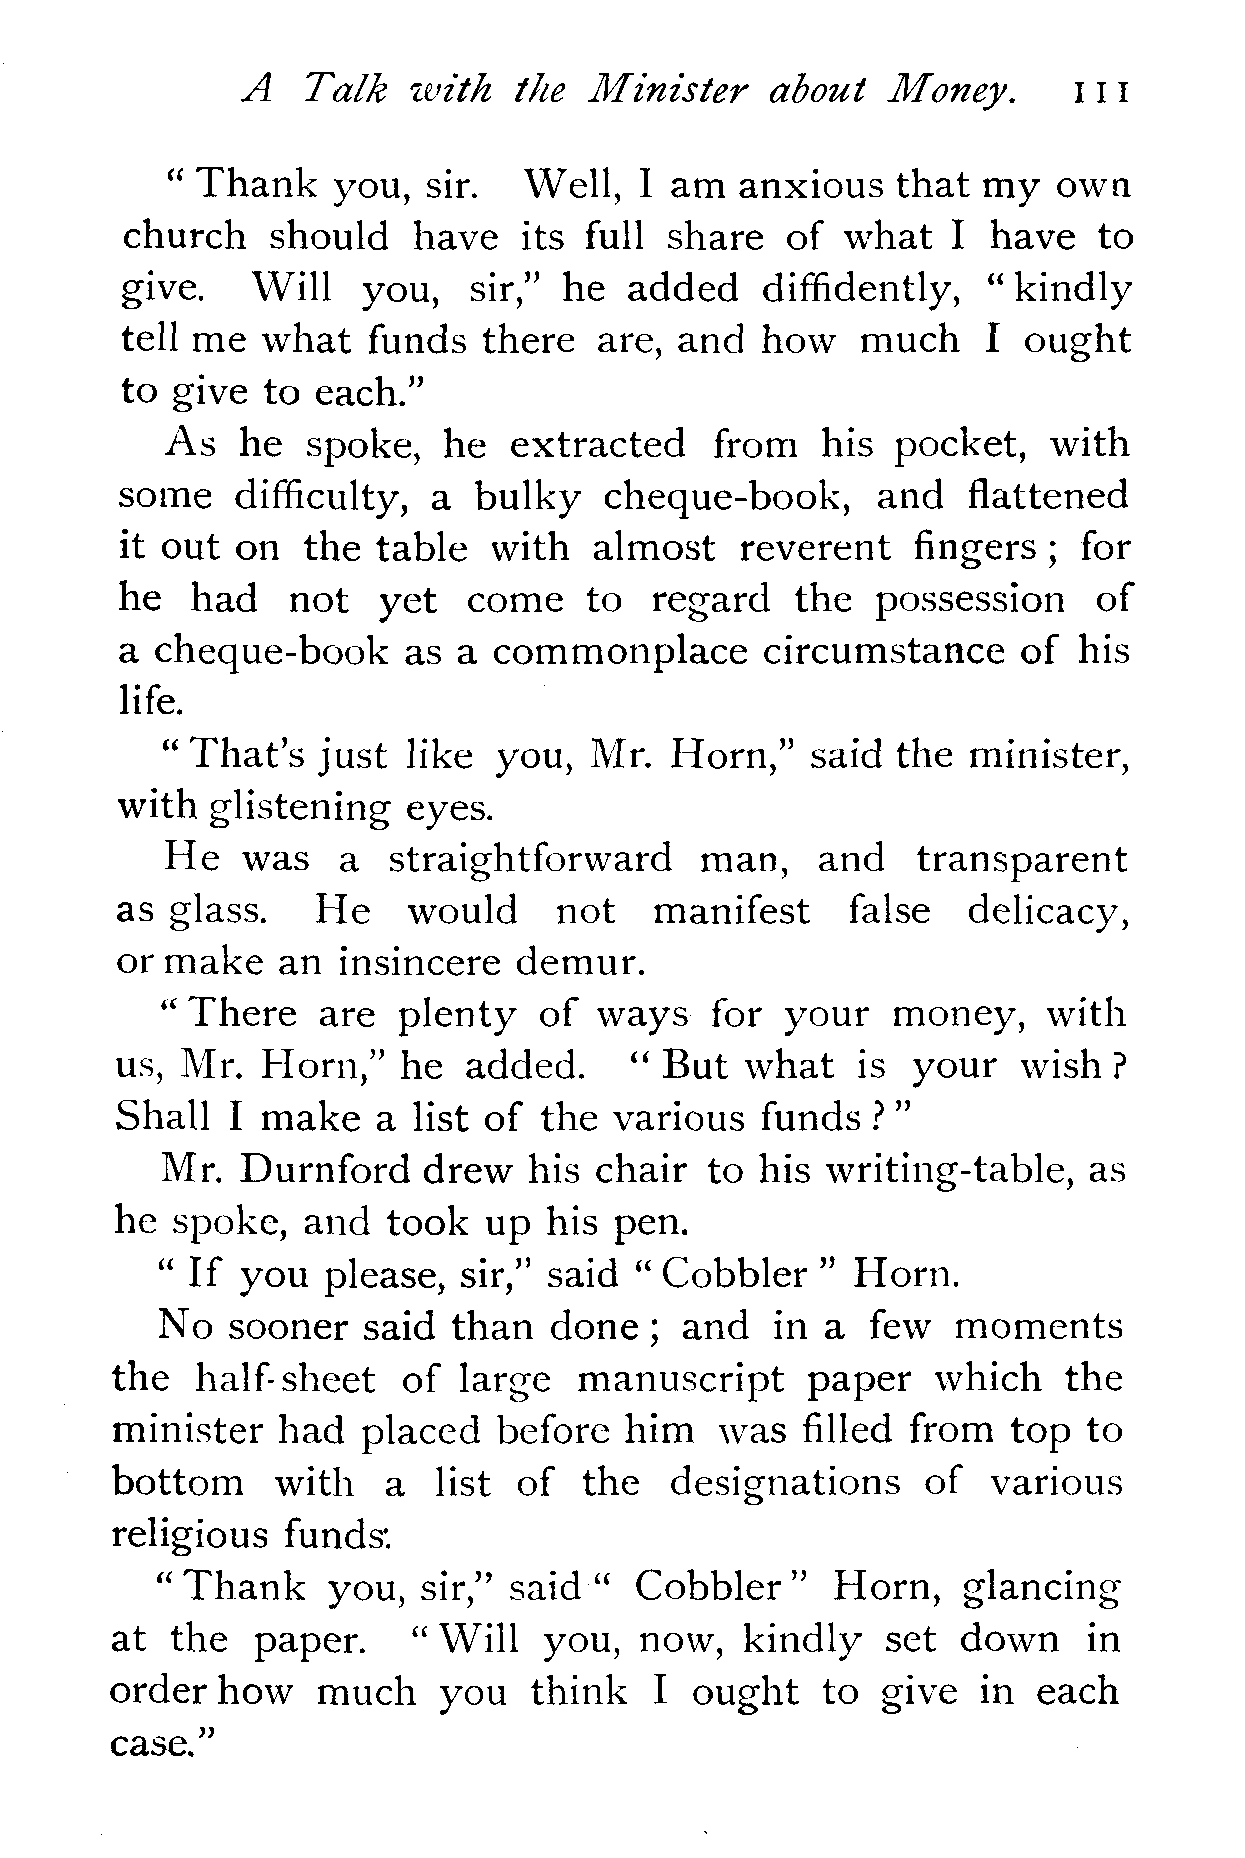 A Talk with the Minister about Money. 111
“ Thank you, sir. Well, I am anxious that my own
church should have its full share of what I have to
give. Will you, sir,” he added diffidently, “ kindly
tell me what funds there are, and how much I ought
to give to each.”
As he spoke, he extracted from his pocket, with
some difficulty, a bulky cheque-book, and flattened
it out on the table with almost reverent fingers ; for
he had not yet come to regard the possession of
a cheque-book as a commonplace circumstance of his
life.
“ That’s just like you, Mr. Horn,” said the minister,
with glistening eyes.
He was a straightforward man, and transparent
as glass. He would not manifest false delicacy,
or make an insincere demur.
“ There are plenty of ways for your money, with
us, Mr. Horn,” he added. “ But what is your wish ?
Shall I make a list of the various funds ? ”
Mr. Durnford drew his chair to his writing-table, as
he spoke, and took up his pen.
“ If you please, sir,” said “ Cobbler ” Horn.
No sooner said than done ; and in a few moments
the half-sheet of large manuscript paper which the
minister had placed before him was filled from top to
bottom with a list of the designations of various
religious funds.
“ Thank you, sir,” said “ Cobbler ” Horn, glancing
at the paper. “ Will you, now, kindly set down in
order how much you think I ought to give in each
case.”